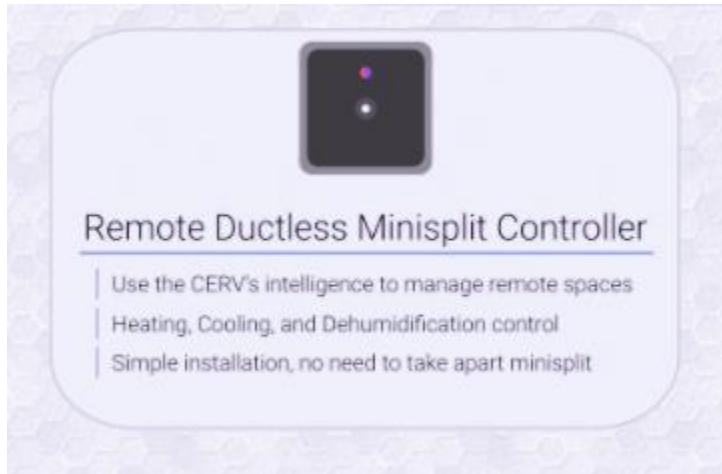 Remote Ductless Minisplit Controller
Use the CERV's intelligence to manage remote spaces
Heating, Cooling, and Dehumidification control
Simple installation, no need to take apart minisplit